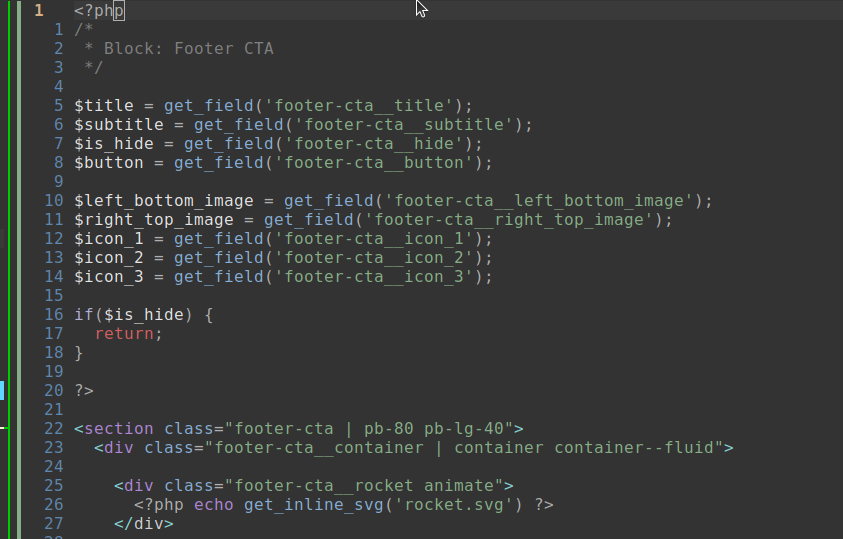 1 <?php
1 /*
2  * Block: Footer CTA
3  */
4
5 $title = get_field('footer-cta__title');
6 $subtitle = get_field('footer-cta__subtitle');
7 $is_hide = get_field('footer-cta__hide');
8 $button = get_field('footer-cta__button');
9
10 $left_bottom_image = get_field('footer-cta__left_bottom_image');
11 $right_top_image = get_field('footer-cta__right_top_image');
12 $icon_1 = get_field('footer-cta__icon_1');
13 $icon_2 = get_field('footer-cta__icon_2');
14 $icon_3 = get_field('footer-cta__icon_3');
15
16 if($is_hide) {
17   return;
18 }
19
20 ?>
21
22 <section class="footer-cta | pb-80 pb-lg-40">
23   <div class="footer-cta__container | container container--fluid">
24
25     <div class="footer-cta__rocket animate">
26       <?php echo get_inline_svg('rocket.svg') ?>
27     </div>